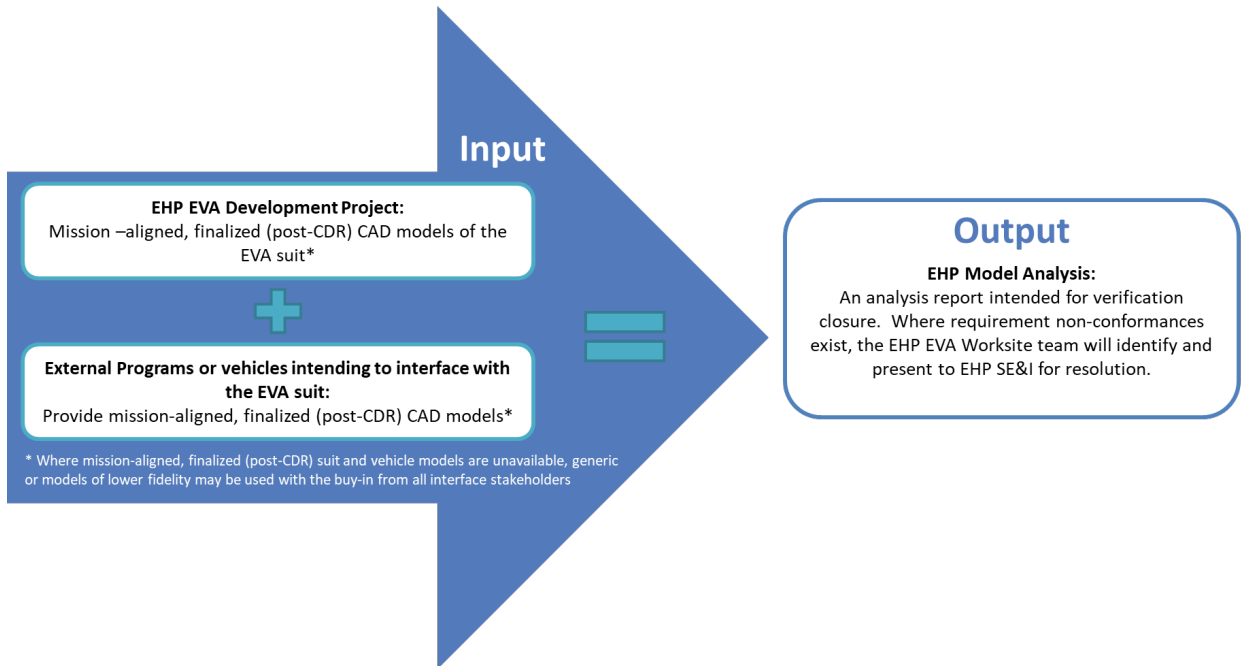 Input
EHP EVA Development Project:
Mission –aligned, finalized (post-CDR) CAD models of the
EVA suit*
External Programs or vehicles intending to interface with
the EVA suit:
Provide mission-aligned, finalized (post-CDR) CAD models*
* Where mission-aligned, finalized (post-CDR) suit and vehicle models are unavailable, generic
or models of lower fidelity may be used with the buy-in from all interface stakeholders
Output
EHP Model Analysis:
An analysis report intended for verification
closure.  Where requirement non-conformances
exist, the EHP EVA Worksite team will identify and
present to EHP SE&I for resolution.